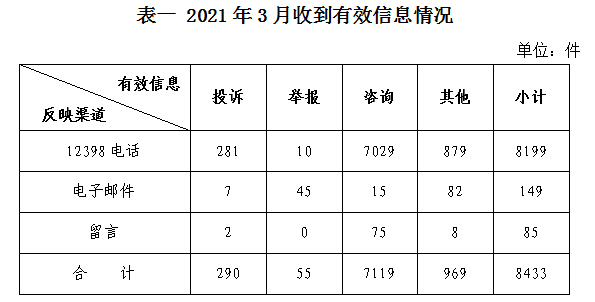 表一 2021 年 3 月收到有效信息情况
单位：件
有效信息 投诉 举报 咨询 其他 小计
反映渠道
12398 电话 281 10 7029 879 8199
电子邮件 7 45 15 82 149
留言 2 0 75 8 85
合 计 290 55 7119 969 8433